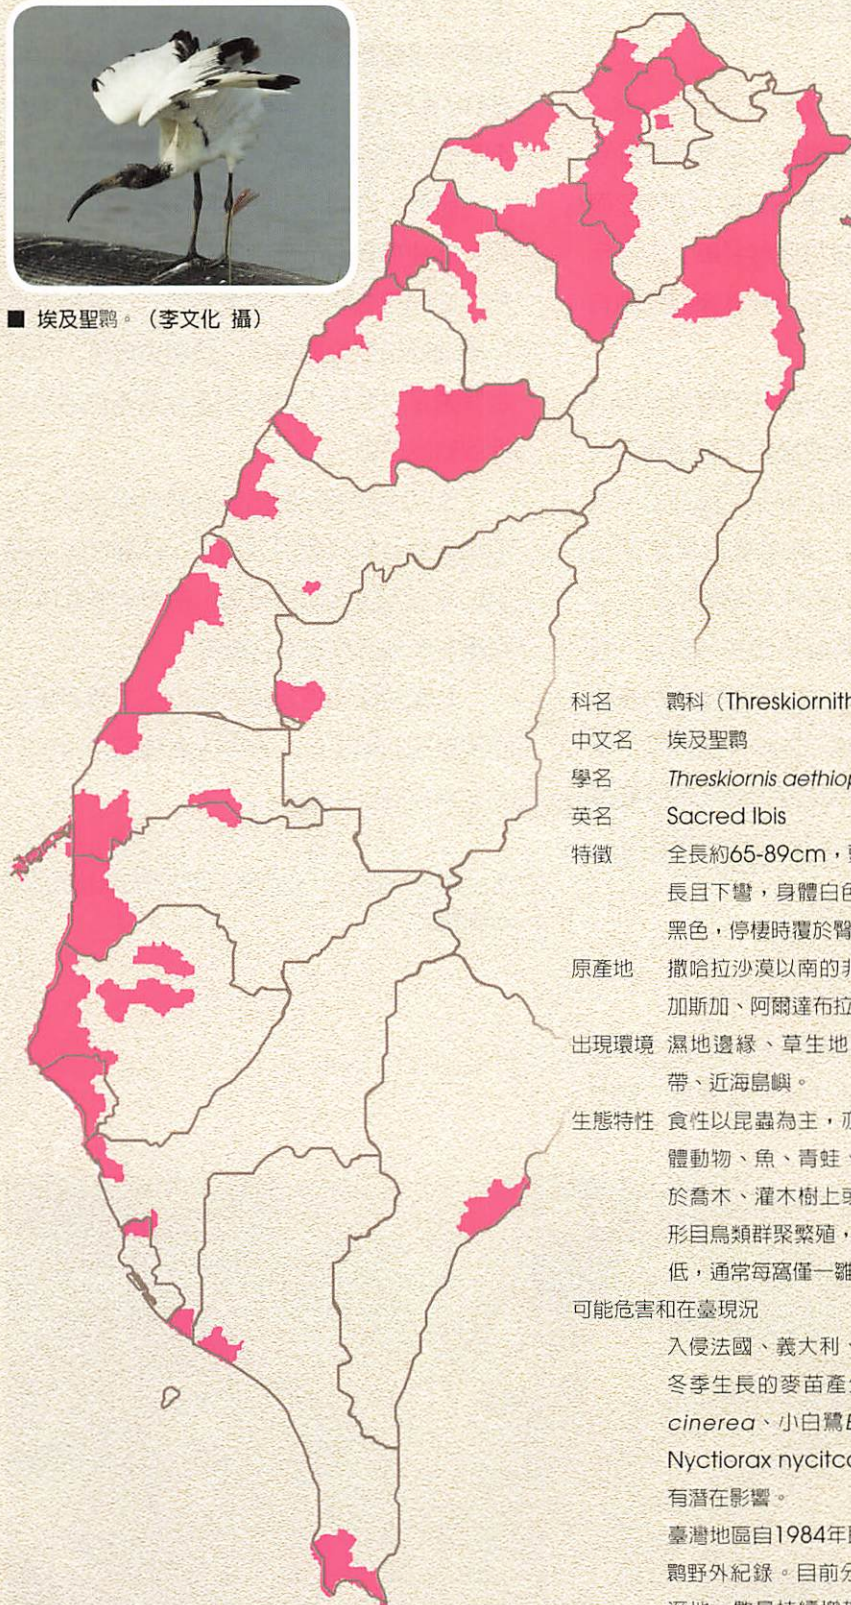 ■ 埃及聖鹮。（李文化 攝）
科名 鹮科（Threskiornith
中文名 埃及聖鹮
學名 Threskiornis aethiop
英名 Sacred Ibis
特徵 全長約65-89cm，
長且下彎，身體白色
黑色，停棲時覆於臀
原產地 撒哈拉沙漠以南的非
加斯加、阿爾達布拉
出現環境 濕地邊緣、草生地
帶、近海島嶼。
生態特性 食性以昆蟲為主，亦
體動物、魚、青蛙、
於喬木、灌木樹上或
形目鳥類群聚繁殖，
低，通常每窩僅一雛
可能危害和在臺現況
入侵法國、義大利、
冬季生長的麥苗產
cinerea、小白鷺E
Nyctiorax nycitco
有潛在影響。
臺灣地區自1984年
鹮野外紀錄。目前分